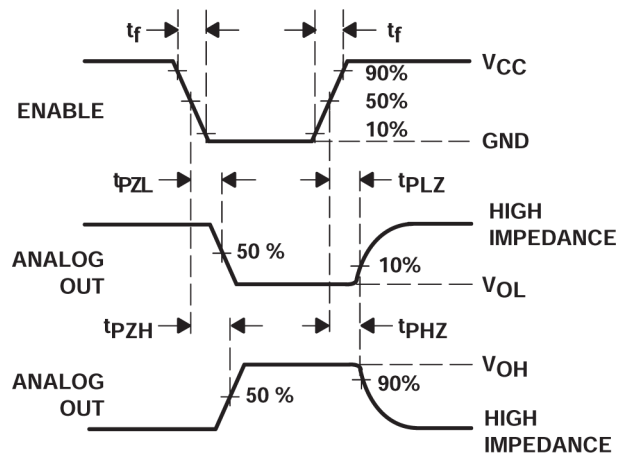 tf
tf
VCC
90%
50%
10%
ENABLE
GND
tPZL
tPLZ
HIGH
IMPEDANCE
50 %
10%
ANALOG
OUT
VOL
tPZH
tPHZ
VOH
ANALOG
OUT
50 %
90%
HIGH
IMPEDANCE